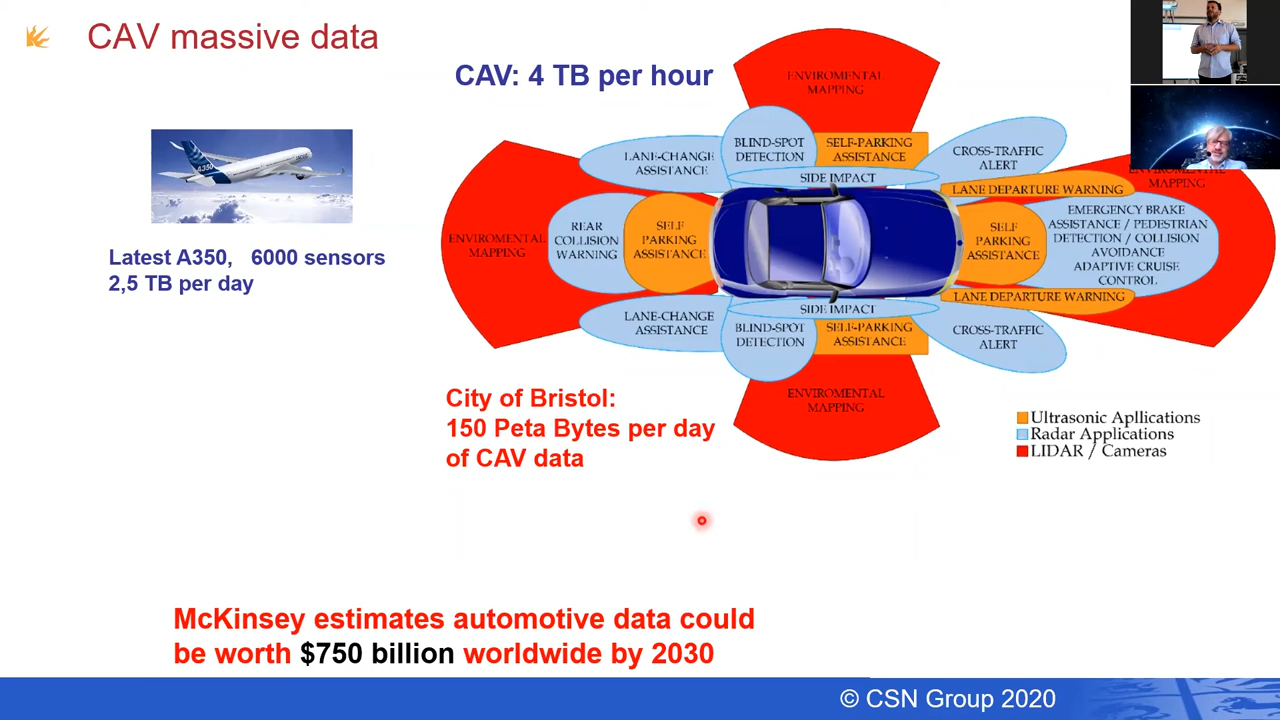 CAV massive data
CAV: 4 TB per hour
A350
Latest A350, 6000 sensors
2,5 TB per day
ENVIROMENTAL
MAPPING
LANE-CHANGE
ASSISTANCE
BLIND-SPOT
DETECTION
SELF-PARKING
ASSISTANCE
CROSS-TRAFFIC
ALERT
SIDE IMPACT
LANE DEPARTURE WARNING
ENVIROMENTAL
MAPPING
ENVIROMENTAL
MAPPING
REAR
COLLISION
WARNING
SELF
PARKING
ASSISTANCE
SELF
PARKING
ASSISTANCE
EMERGENCY BRAKE
ASSISTANCE / PEDESTRIAN
DETECTION / COLLISION
AVOIDANCE
ADAPTIVE CRUISE
CONTROL
LANE DEPARTURE WARNING
SIDE IMPACT
LANE-CHANGE
ASSISTANCE
BLIND-SPOT
DETECTION
SELF-PARKING
ASSISTANCE
CROSS-TRAFFIC
ALERT
ENVIROMENTAL
MAPPING
City of Bristol:
150 Peta Bytes per day
of CAV data
Ultrasonic Apllications
Radar Applications
LIDAR / Cameras
McKinsey estimates automotive data could
be worth $750 billion worldwide by 2030
© CSN Group 2020